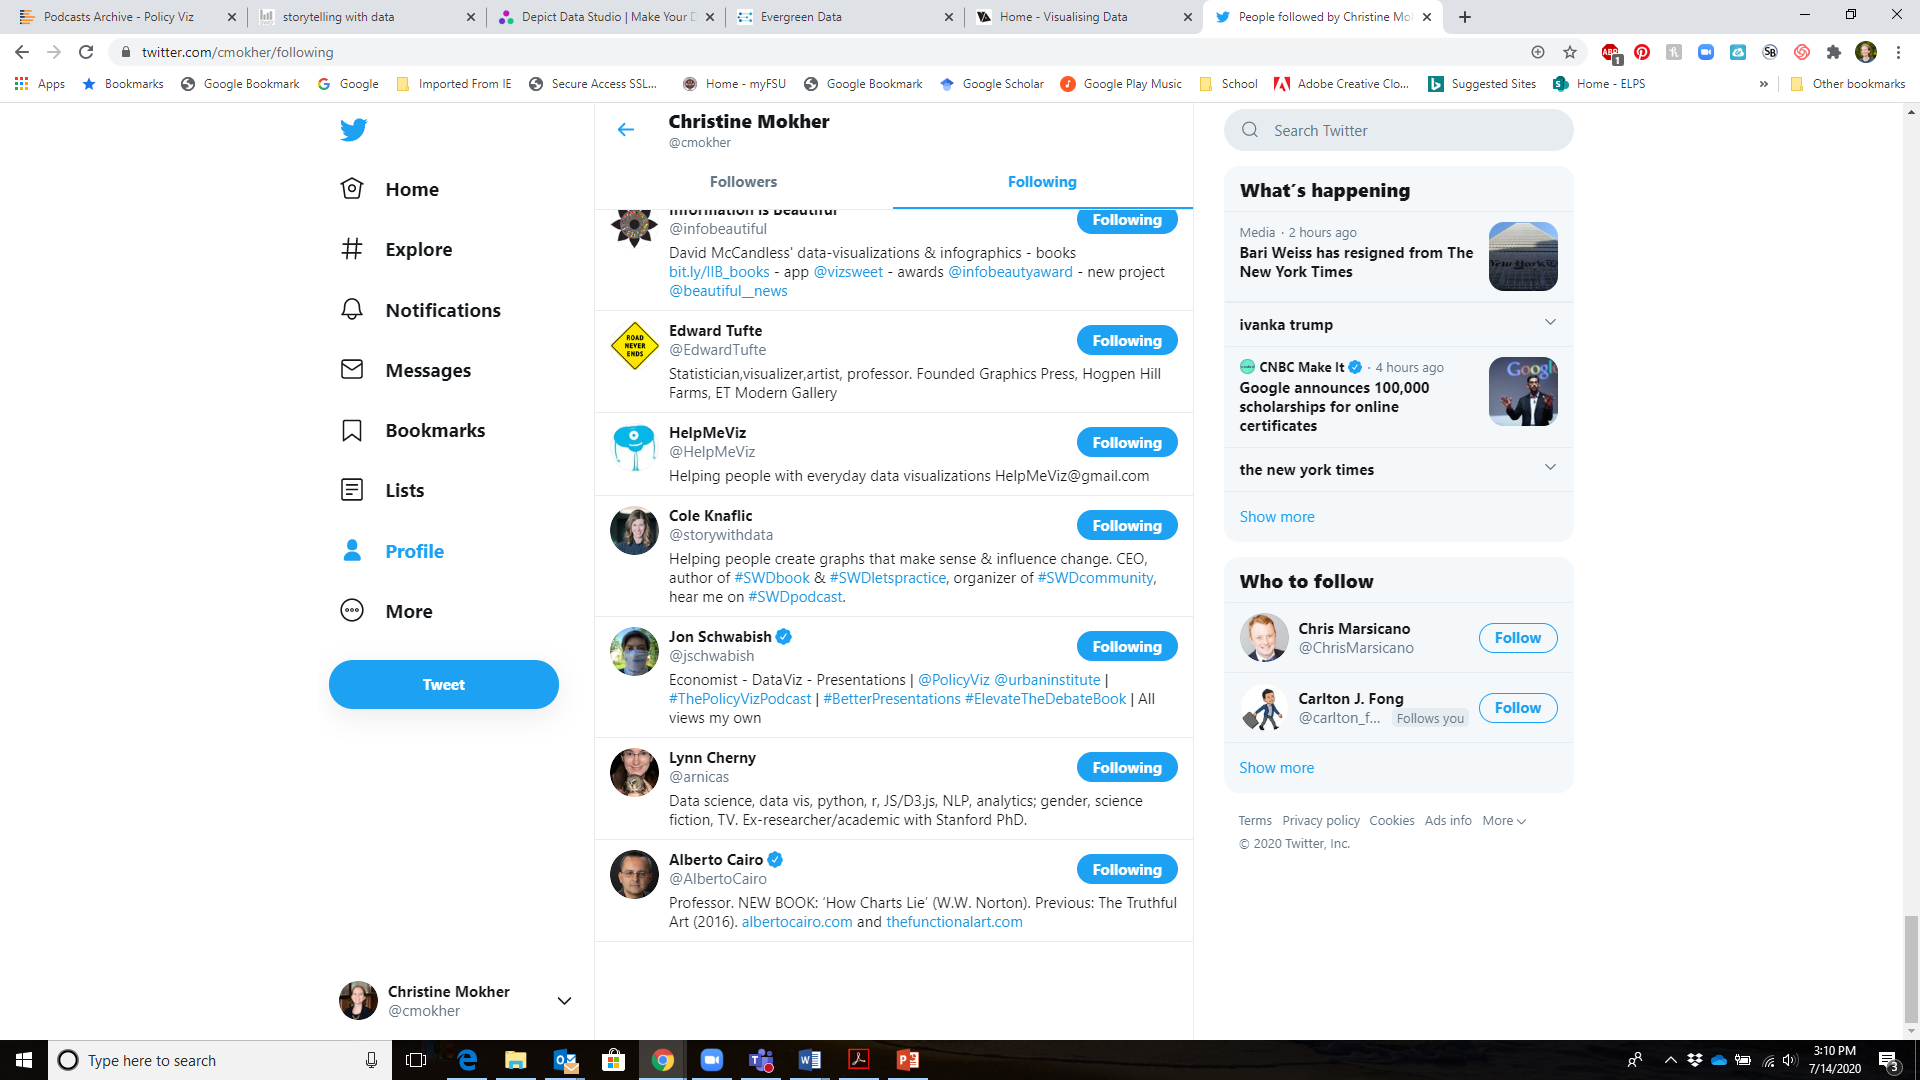 Podcasts Archive - Policy Viz
storytelling with data
Depict Data Studio | Make Your D
Evergreen Data
Home - Visualising Data
People followed by Christine Mo
twitter.com/cmokher/following
Apps
Bookmarks
Google Bookmark
Google
Imported From IE
Secure Access SSL...
Home - myFSU
Google Bookmark
Google Scholar
Google Play Music
School
Adobe Creative Clo...
Suggested Sites
Home - ELPS
Other bookmarks
Home
Explore
Notifications
Messages
Bookmarks
Lists
Profile
More
Tweet
Christine Mokher
@cmokher
Christine Mokher
@cmokher
Followers
Following
Information is Beautiful
@infobeautiful
Following
David McCandless' data-visualizations & infographics - books
bit.ly/IIB_books - app @vizsweet - awards @infobeautyaward - new project
@beautiful__news
ROAD
NEVER
ENDS
Edward Tufte
@EdwardTufte
Following
Statistician,visualizer,artist, professor. Founded Graphics Press, Hogpen Hill
Farms, ET Modern Gallery
HelpMeViz
@HelpMeViz
Following
Helping people with everyday data visualizations HelpMeViz@gmail.com
Cole Knaflic
@storywithdata
Following
Helping people create graphs that make sense & influence change. CEO,
author of #SWDbook & #SWDletspractice, organizer of #SWDcommunity,
hear me on #SWDpodcast.
Jon Schwabish
@jschwabish
Following
Economist - DataViz - Presentations | @PolicyViz @urbaninstitute |
#ThePolicyVizPodcast | #BetterPresentations #ElevateTheDebateBook | All
views my own
Lynn Cherny
@arnicas
Following
Data science, data vis, python, r, JS/D3.js, NLP, analytics; gender, science
fiction, TV. Ex-researcher/academic with Stanford PhD.
Alberto Cairo
@AlbertoCairo
Following
Professor. NEW BOOK: ‘How Charts Lie’ (W.W. Norton). Previous: The Truthful
Art (2016). albertocairo.com and thefunctionalart.com
Search Twitter
What’s happening
Media · 2 hours ago
Bari Weiss has resigned from The
New York Times
ivanka trump
CNBC Make It · 4 hours ago
Google announces 100,000
scholarships for online
certificates
Google
the new york times
Show more
Who to follow
Chris Marsicano
@ChrisMarsicano
Follow
Carlton J. Fong
@carlton_f... Follows you
Follow
Show more
Terms Privacy policy Cookies Ads info More
© 2020 Twitter, Inc.
Type here to search
3:10 PM
7/14/2020
3